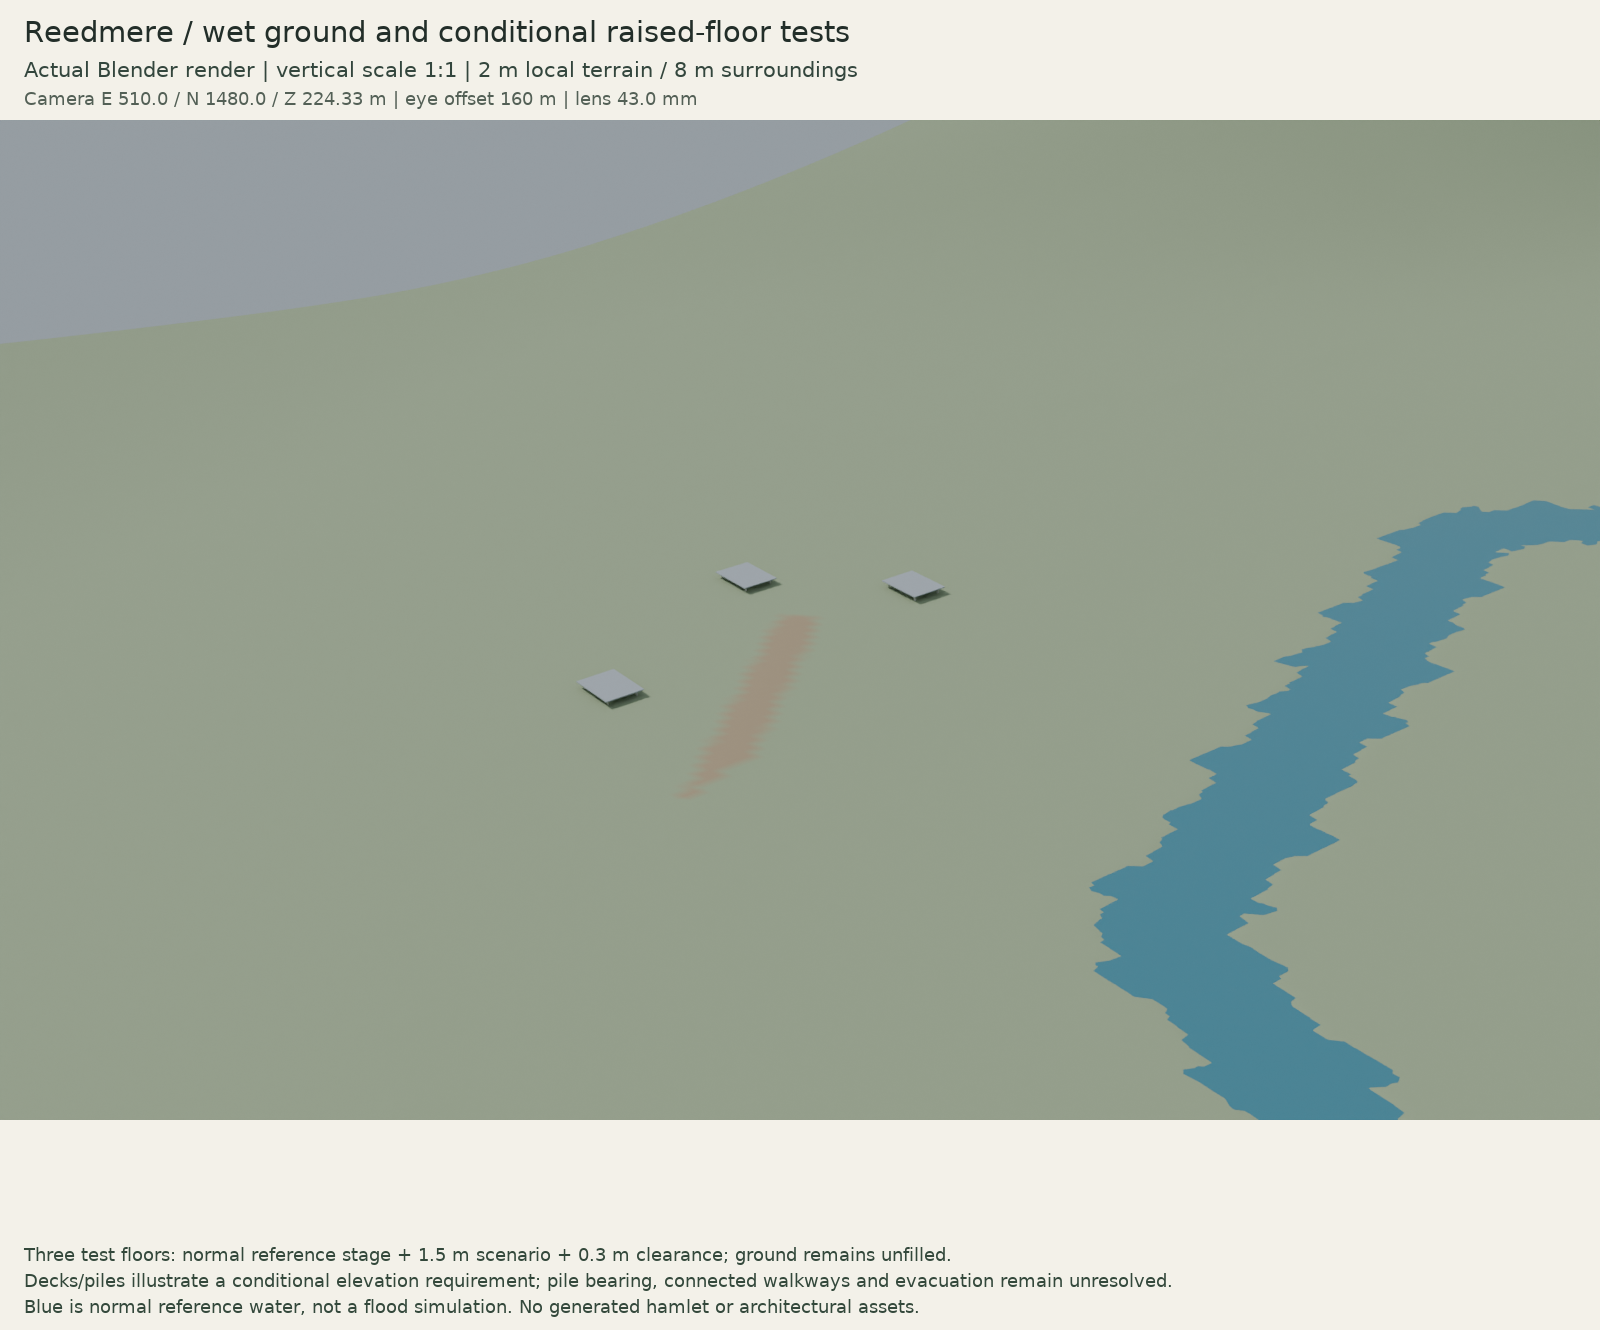 Reedmere / wet ground and conditional raised-floor tests
Actual Blender render | vertical scale 1:1 | 2 m local terrain / 8 m surroundings
Camera E 510.0 / N 1480.0 / Z 224.33 m | eye offset 160 m | lens 43.0 mm
Three test floors: normal reference stage + 1.5 m scenario + 0.3 m clearance; ground remains unfilled.
Decks/piles illustrate a conditional elevation requirement; pile bearing, connected walkways and evacuation remain unresolved.
Blue is normal reference water, not a flood simulation. No generated hamlet or architectural assets.